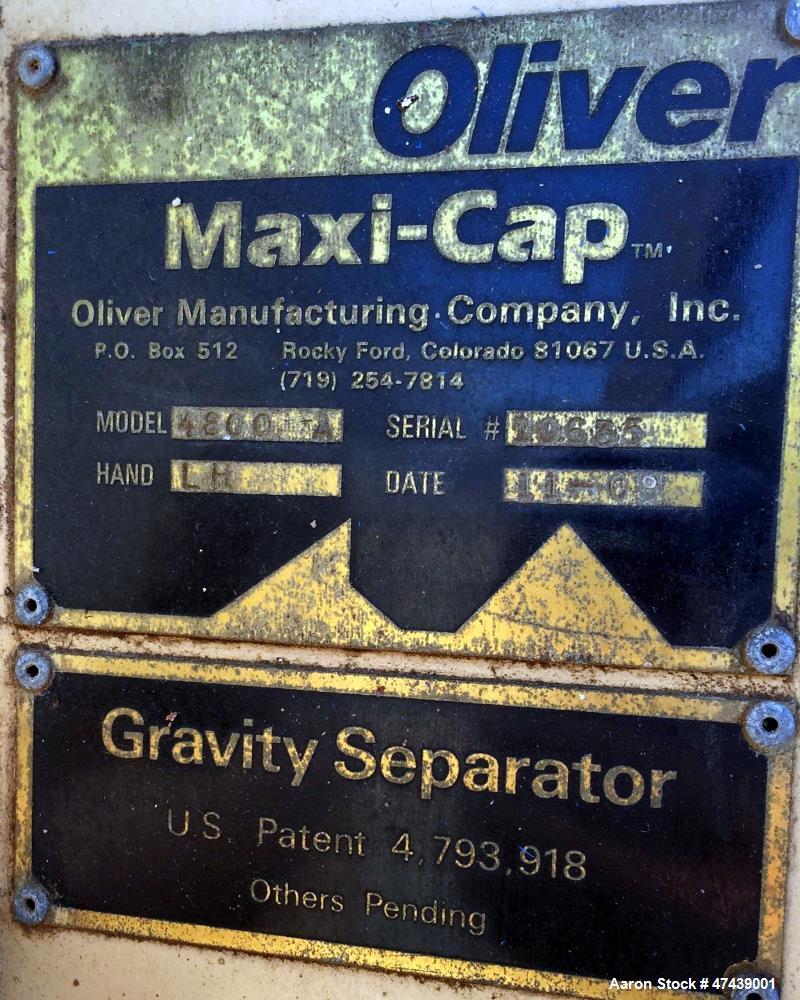 Oliver
Maxi-Cap™
Oliver Manufacturing Company, Inc.
P.O. Box 512 Rocky Ford, Colorado 81067 U.S.A.
(719) 254-7814
MODEL SERIAL #
HAND LH DATE
Gravity Separator
U.S. Patent 4,793,918
Others Pending
Aaron Stock # 47439001